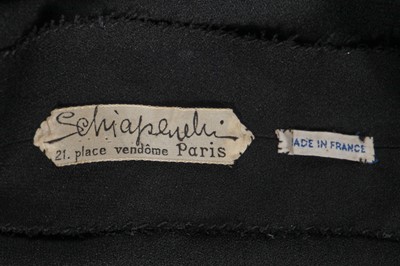 Schiaparelli
21. place vendôme Paris
ADE IN FRANCE